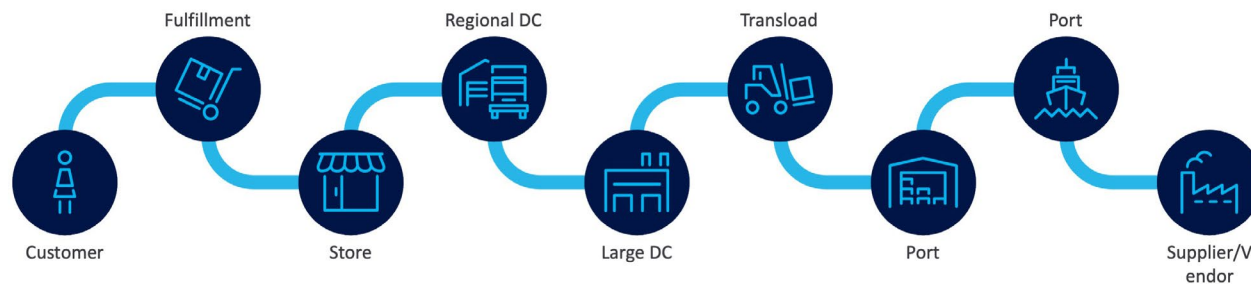 Fulfillment
Regional DC
Transload
Port
Customer
Store
Large DC
Port
Supplier/V
endor